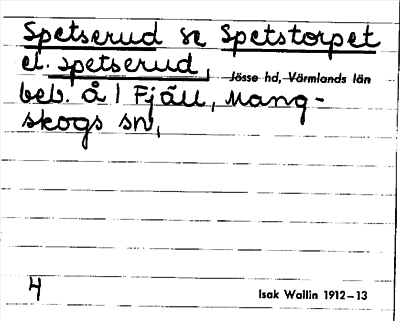 Spetserud se Spetstorpet
el. spetserud,
Jösse hd, Värmlands län
beb. å 1 Fjäll, Mang-
skogs sn,
4
Isak Wallin 1912–13